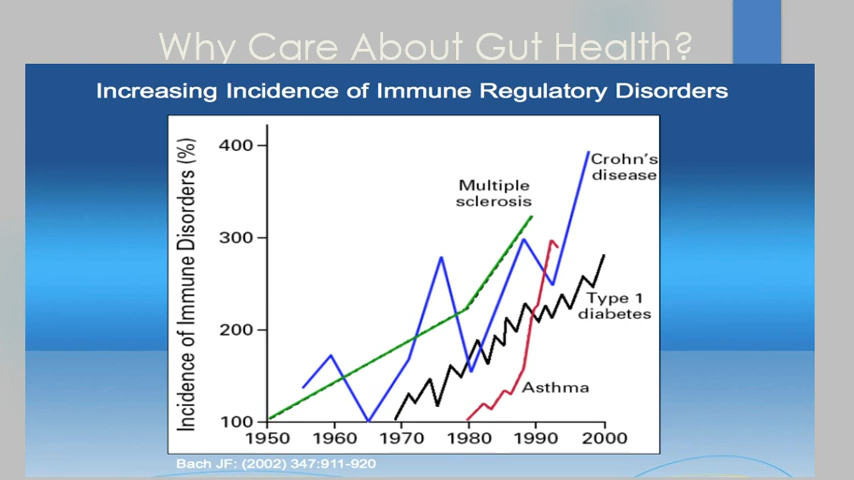 Why Care About Gut Health?
Increasing Incidence of Immune Regulatory Disorders
Incidence of Immune Disorders (%)
400
300
200
100
1950 1960 1970 1980 1990 2000
Multiple
sclerosis
Crohn's
disease
Type 1
diabetes
Asthma
Bach JF: (2002) 347:911-920